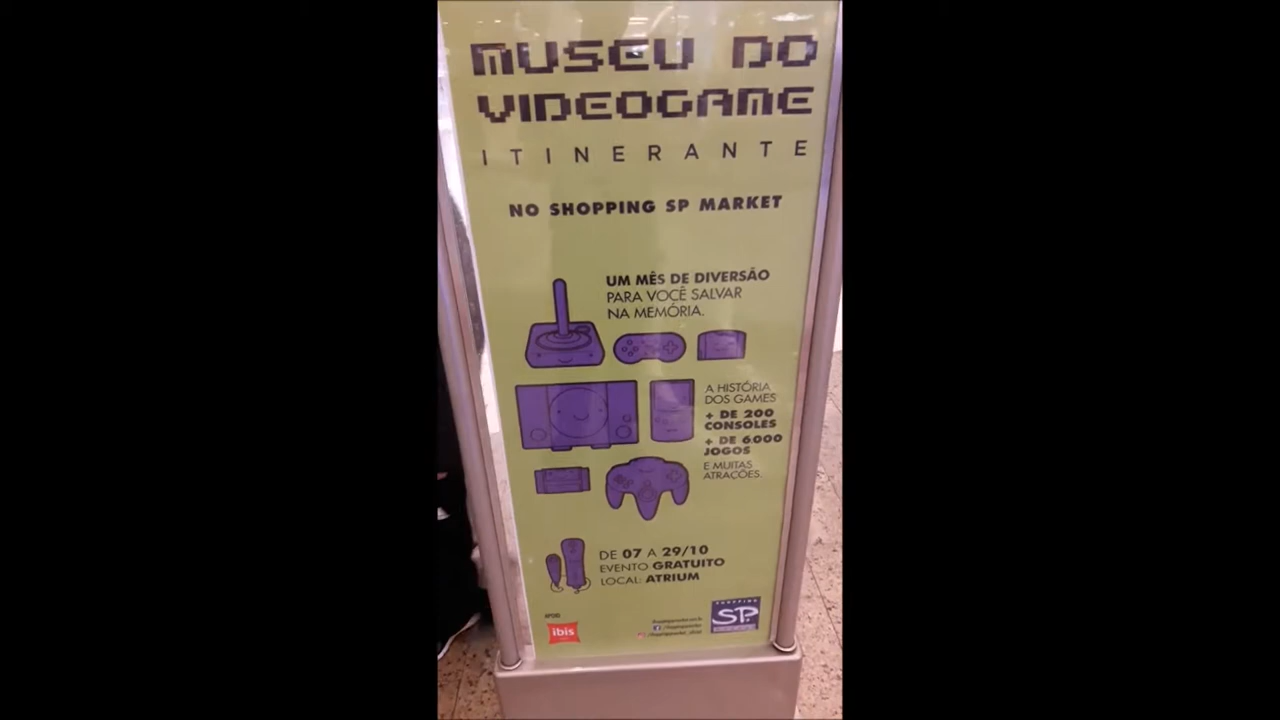 MUSEU DO
VIDEOGAME
ITINERANTE
NO SHOPPING SP MARKET
UM MÊS DE DIVERSÃO
PARA VOCÊ SALVAR
NA MEMÓRIA.
A HISTÓRIA
DOS GAMES
+ DE 200
CONSOLES
+ DE 6000
JOGOS
E MUITAS
ATRAÇÕES.
DE 07 A 29/10
EVENTO GRATUITO
LOCAL: ATRIUM
APOIO
ibis
SHOPPING
SP.